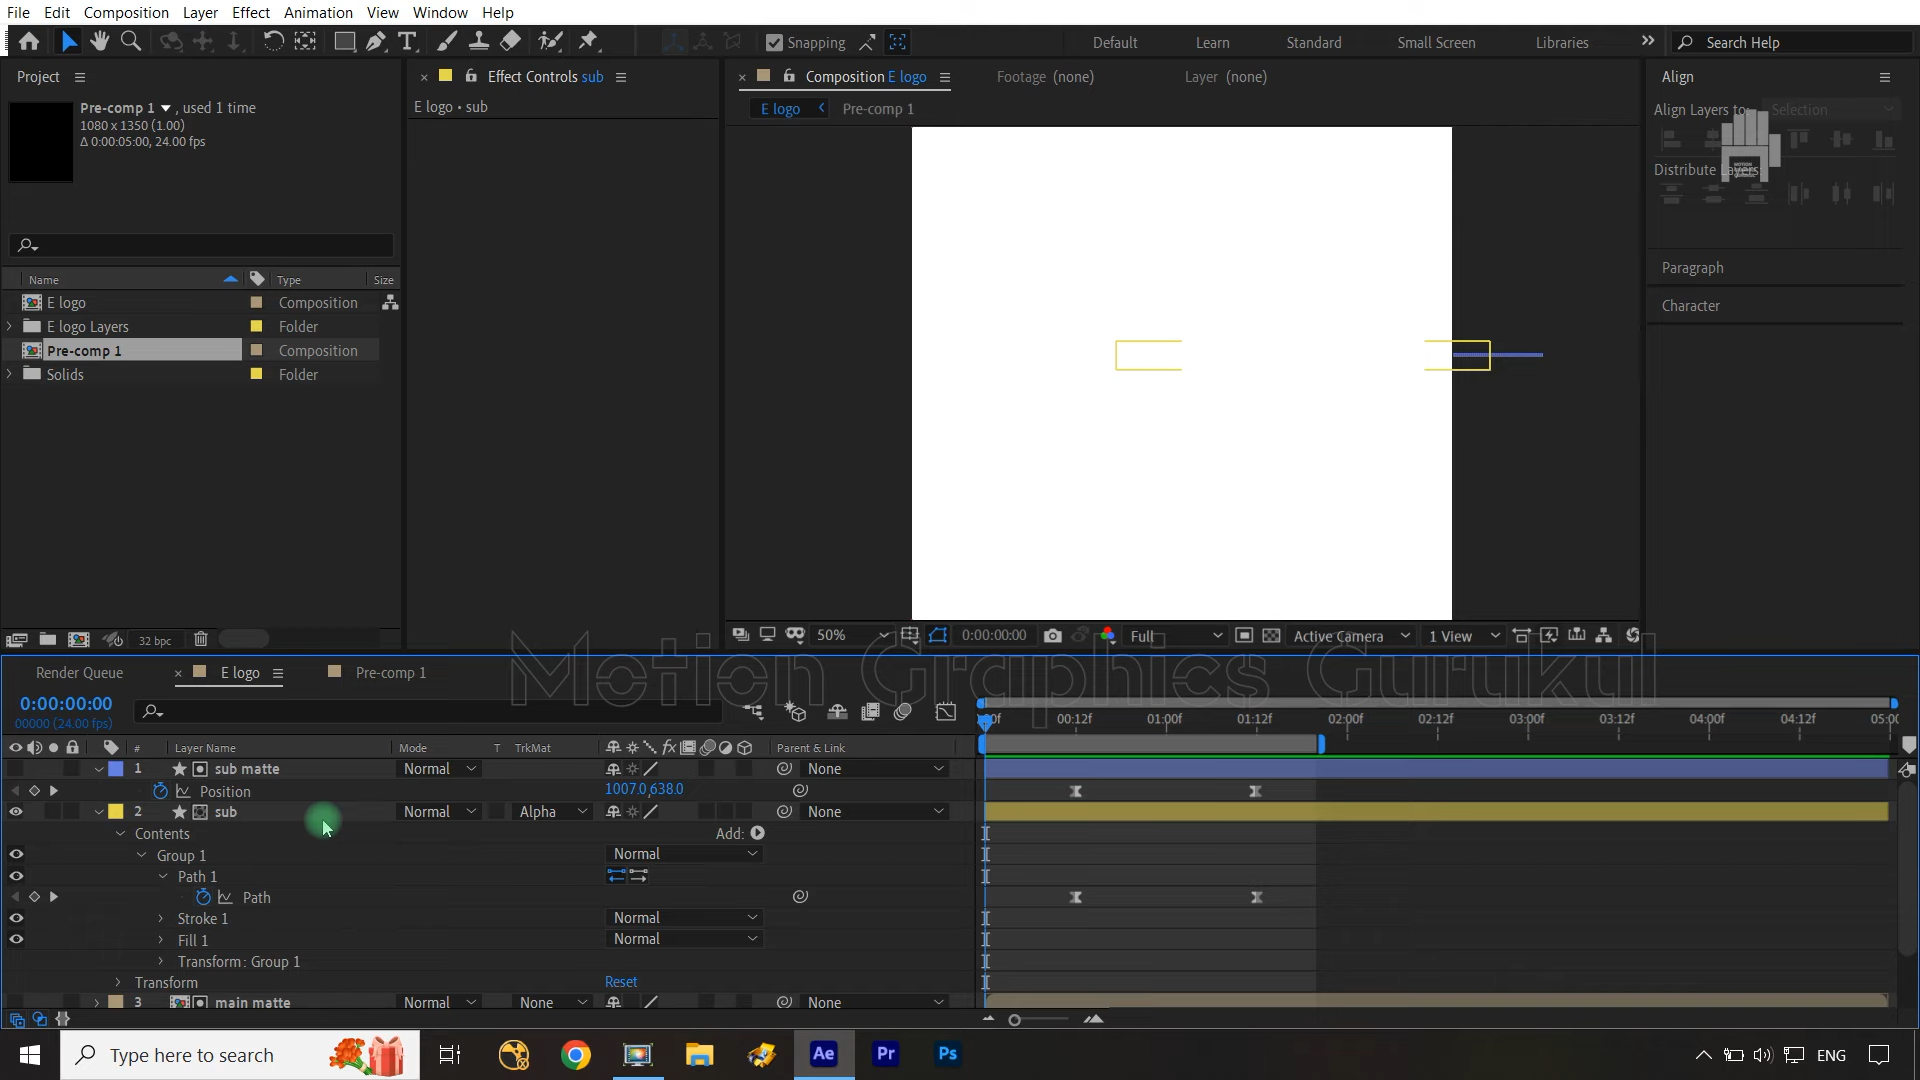 File Edit Composition Layer Effect Animation View Window Help
Snapping
Default Learn Standard Small Screen Libraries Search Help
Project
Pre-comp 1 , used 1 time
1080 x 1350 (1.00)
Δ 0:00:05:00, 24.00 fps
Effect Controls sub
E logo • sub
Composition E logo
Footage (none)
Layer (none)
E logo
Pre-comp 1
Align
Align Layers to:
Selection
Distribute Layers
Paragraph
Character
Name Type Size
E logo Composition
E logo Layers Folder
Pre-comp 1 Composition
Solids Folder
32 bpc
50% 0:00:00:00 Full Active Camera 1 View
Motion Graphics Gurukul
Render Queue E logo Pre-comp 1
0:00:00:00
00000 (24.00 fps)
00f 00:12f 01:00f 01:12f 02:00f 02:12f 03:00f 03:12f 04:00f 04:12f 05:00
# Layer Name Mode T TrkMat Parent & Link
1 sub matte Normal None
Position 1007.0,638.0
2 sub Normal Alpha None
Contents Add:
Group 1 Normal
Path 1
Path
Stroke 1 Normal
Fill 1 Normal
Transform: Group 1
Transform Reset
3 main matte Normal None None
Type here to search
Ae Pr Ps
ENG